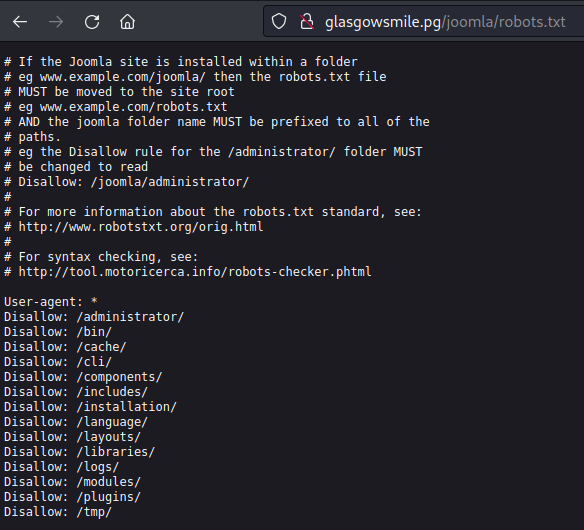 glasgowsmile.pg/joomla/robots.txt
# If the Joomla site is installed within a folder
# eg www.example.com/joomla/ then the robots.txt file
# MUST be moved to the site root
# eg www.example.com/robots.txt
# AND the joomla folder name MUST be prefixed to all of the
# paths.
# eg the Disallow rule for the /administrator/ folder MUST
# be changed to read
# Disallow: /joomla/administrator/
#
# For more information about the robots.txt standard, see:
# http://www.robotstxt.org/orig.html
#
# For syntax checking, see:
# http://tool.motoricerca.info/robots-checker.phtml

User-agent: *
Disallow: /administrator/
Disallow: /bin/
Disallow: /cache/
Disallow: /cli/
Disallow: /components/
Disallow: /includes/
Disallow: /installation/
Disallow: /language/
Disallow: /layouts/
Disallow: /libraries/
Disallow: /logs/
Disallow: /modules/
Disallow: /plugins/
Disallow: /tmp/